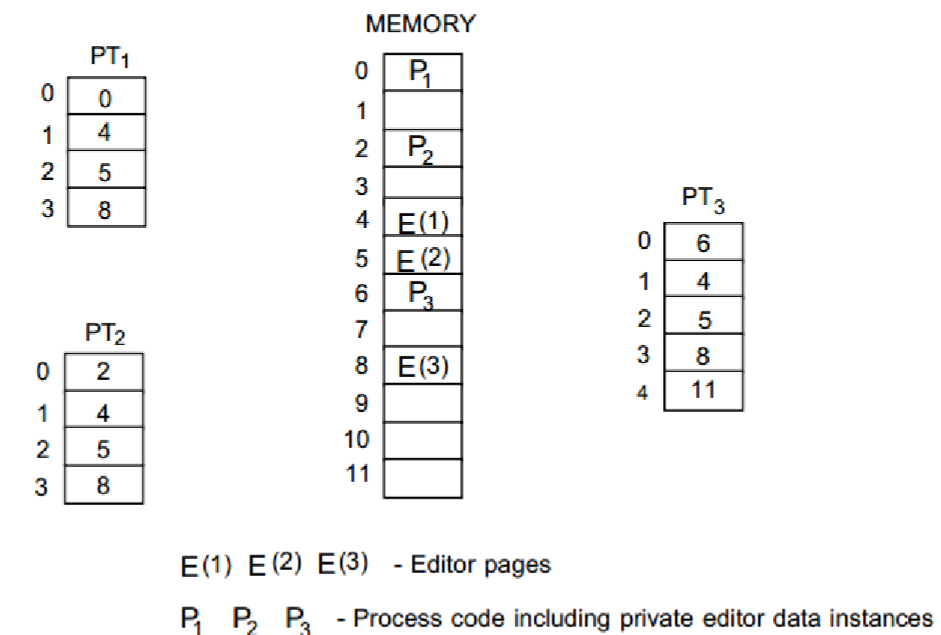 MEMORY
PT1
0 0
1 4
2 5
3 8
0 P1
1
2 P2
3
4 E(1)
5 E(2)
6 P3
7
8 E(3)
9
10
11
PT3
0 6
1 4
2 5
3 8
4 11
PT2
0 2
1 4
2 5
3 8
E(1) E(2) E(3) - Editor pages
P1 P2 P3 - Process code including private editor data instances